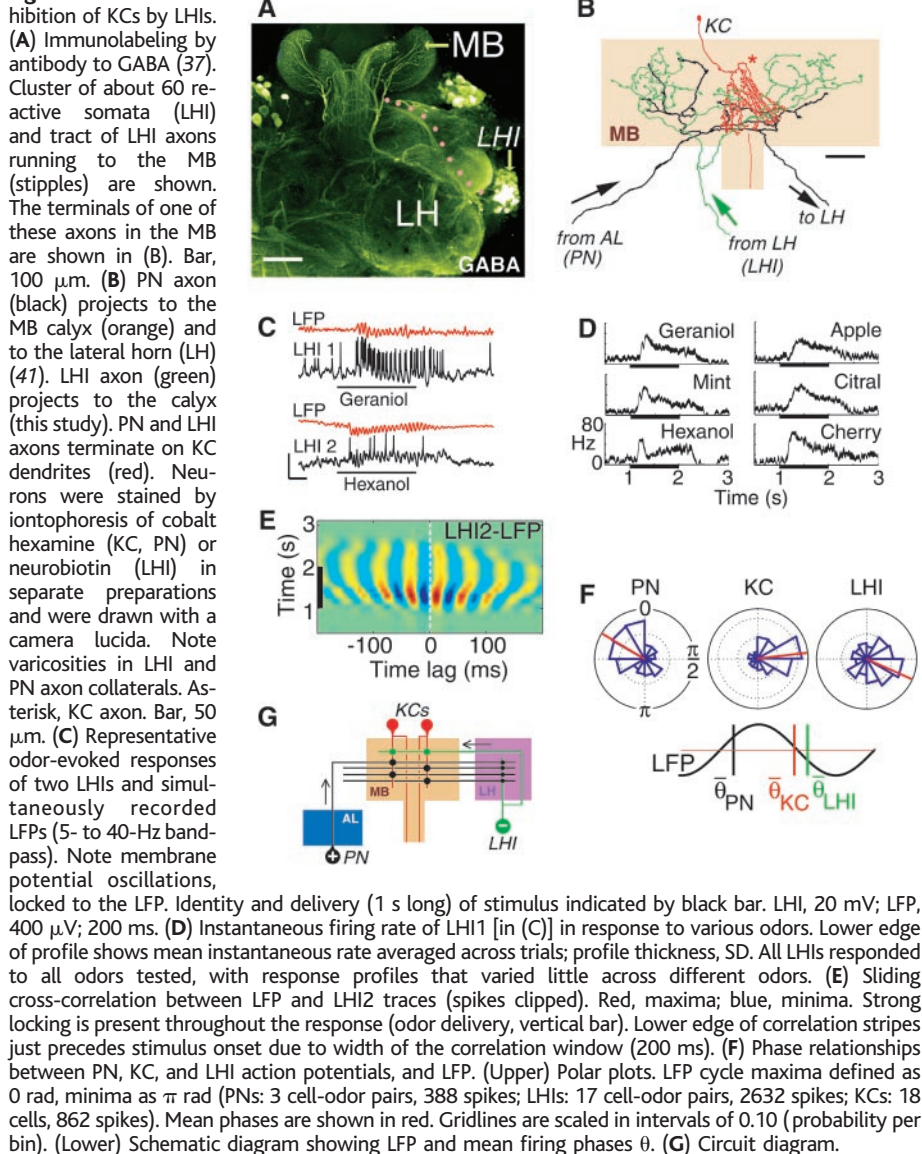 hibition of KCs by LHIs.
(A) Immunolabeling by
antibody to GABA (37).
Cluster of about 60 re-
active somata (LHI)
and tract of LHI axons
running to the MB
(stipples) are shown.
The terminals of one of
these axons in the MB
are shown in (B). Bar,
100 μm. (B) PN axon
(black) projects to the
MB calyx (orange) and
to the lateral horn (LH)
(41). LHI axon (green)
projects to the calyx
(this study). PN and LHI
axons terminate on KC
dendrites (red). Neu-
rons were stained by
iontophoresis of cobalt
hexamine (KC, PN) or
neurobiotin (LHI) in
separate preparations
and were drawn with a
camera lucida. Note
varicosities in LHI and
PN axon collaterals. As-
terisk, KC axon. Bar, 50
μm. (C) Representative
odor-evoked responses
of two LHIs and simul-
taneously recorded
LFPs (5- to 40-Hz band-
pass). Note membrane
potential oscillations,
locked to the LFP. Identity and delivery (1 s long) of stimulus indicated by black bar. LHI, 20 mV; LFP,
400 μV; 200 ms. (D) Instantaneous firing rate of LHI1 [in (C)] in response to various odors. Lower edge
of profile shows mean instantaneous rate averaged across trials; profile thickness, SD. All LHIs responded
to all odors tested, with response profiles that varied little across different odors. (E) Sliding
cross-correlation between LFP and LHI2 traces (spikes clipped). Red, maxima; blue, minima. Strong
locking is present throughout the response (odor delivery, vertical bar). Lower edge of correlation stripes
just precedes stimulus onset due to width of the correlation window (200 ms). (F) Phase relationships
between PN, KC, and LHI action potentials, and LFP. (Upper) Polar plots. LFP cycle maxima defined as
0 rad, minima as π rad (PNs: 3 cell-odor pairs, 388 spikes; LHIs: 17 cell-odor pairs, 2632 spikes; KCs: 18
cells, 862 spikes). Mean phases are shown in red. Gridlines are scaled in intervals of 0.10 (probability per
bin). (Lower) Schematic diagram showing LFP and mean firing phases θ. (G) Circuit diagram.
A
MB
LHI
LH
GABA
B
KC
*
MB
to LH
from AL
(PN)
from LH
(LHI)
C
LFP
LHI 1
Geraniol
LFP
LHI 2
Hexanol
D
Geraniol
Apple
Mint
Citral
80
Hz
0
Hexanol
Cherry
1 2 3
1 2 3
Time (s)
E
LHI2-LFP
3
2
1
Time (s)
-100 0 100
Time lag (ms)
F
PN KC LHI
0
π/2
π
LFP
θ̄PN
θ̄KC
θ̄LHI
G
KCs
MB
LH
AL
PN
LHI